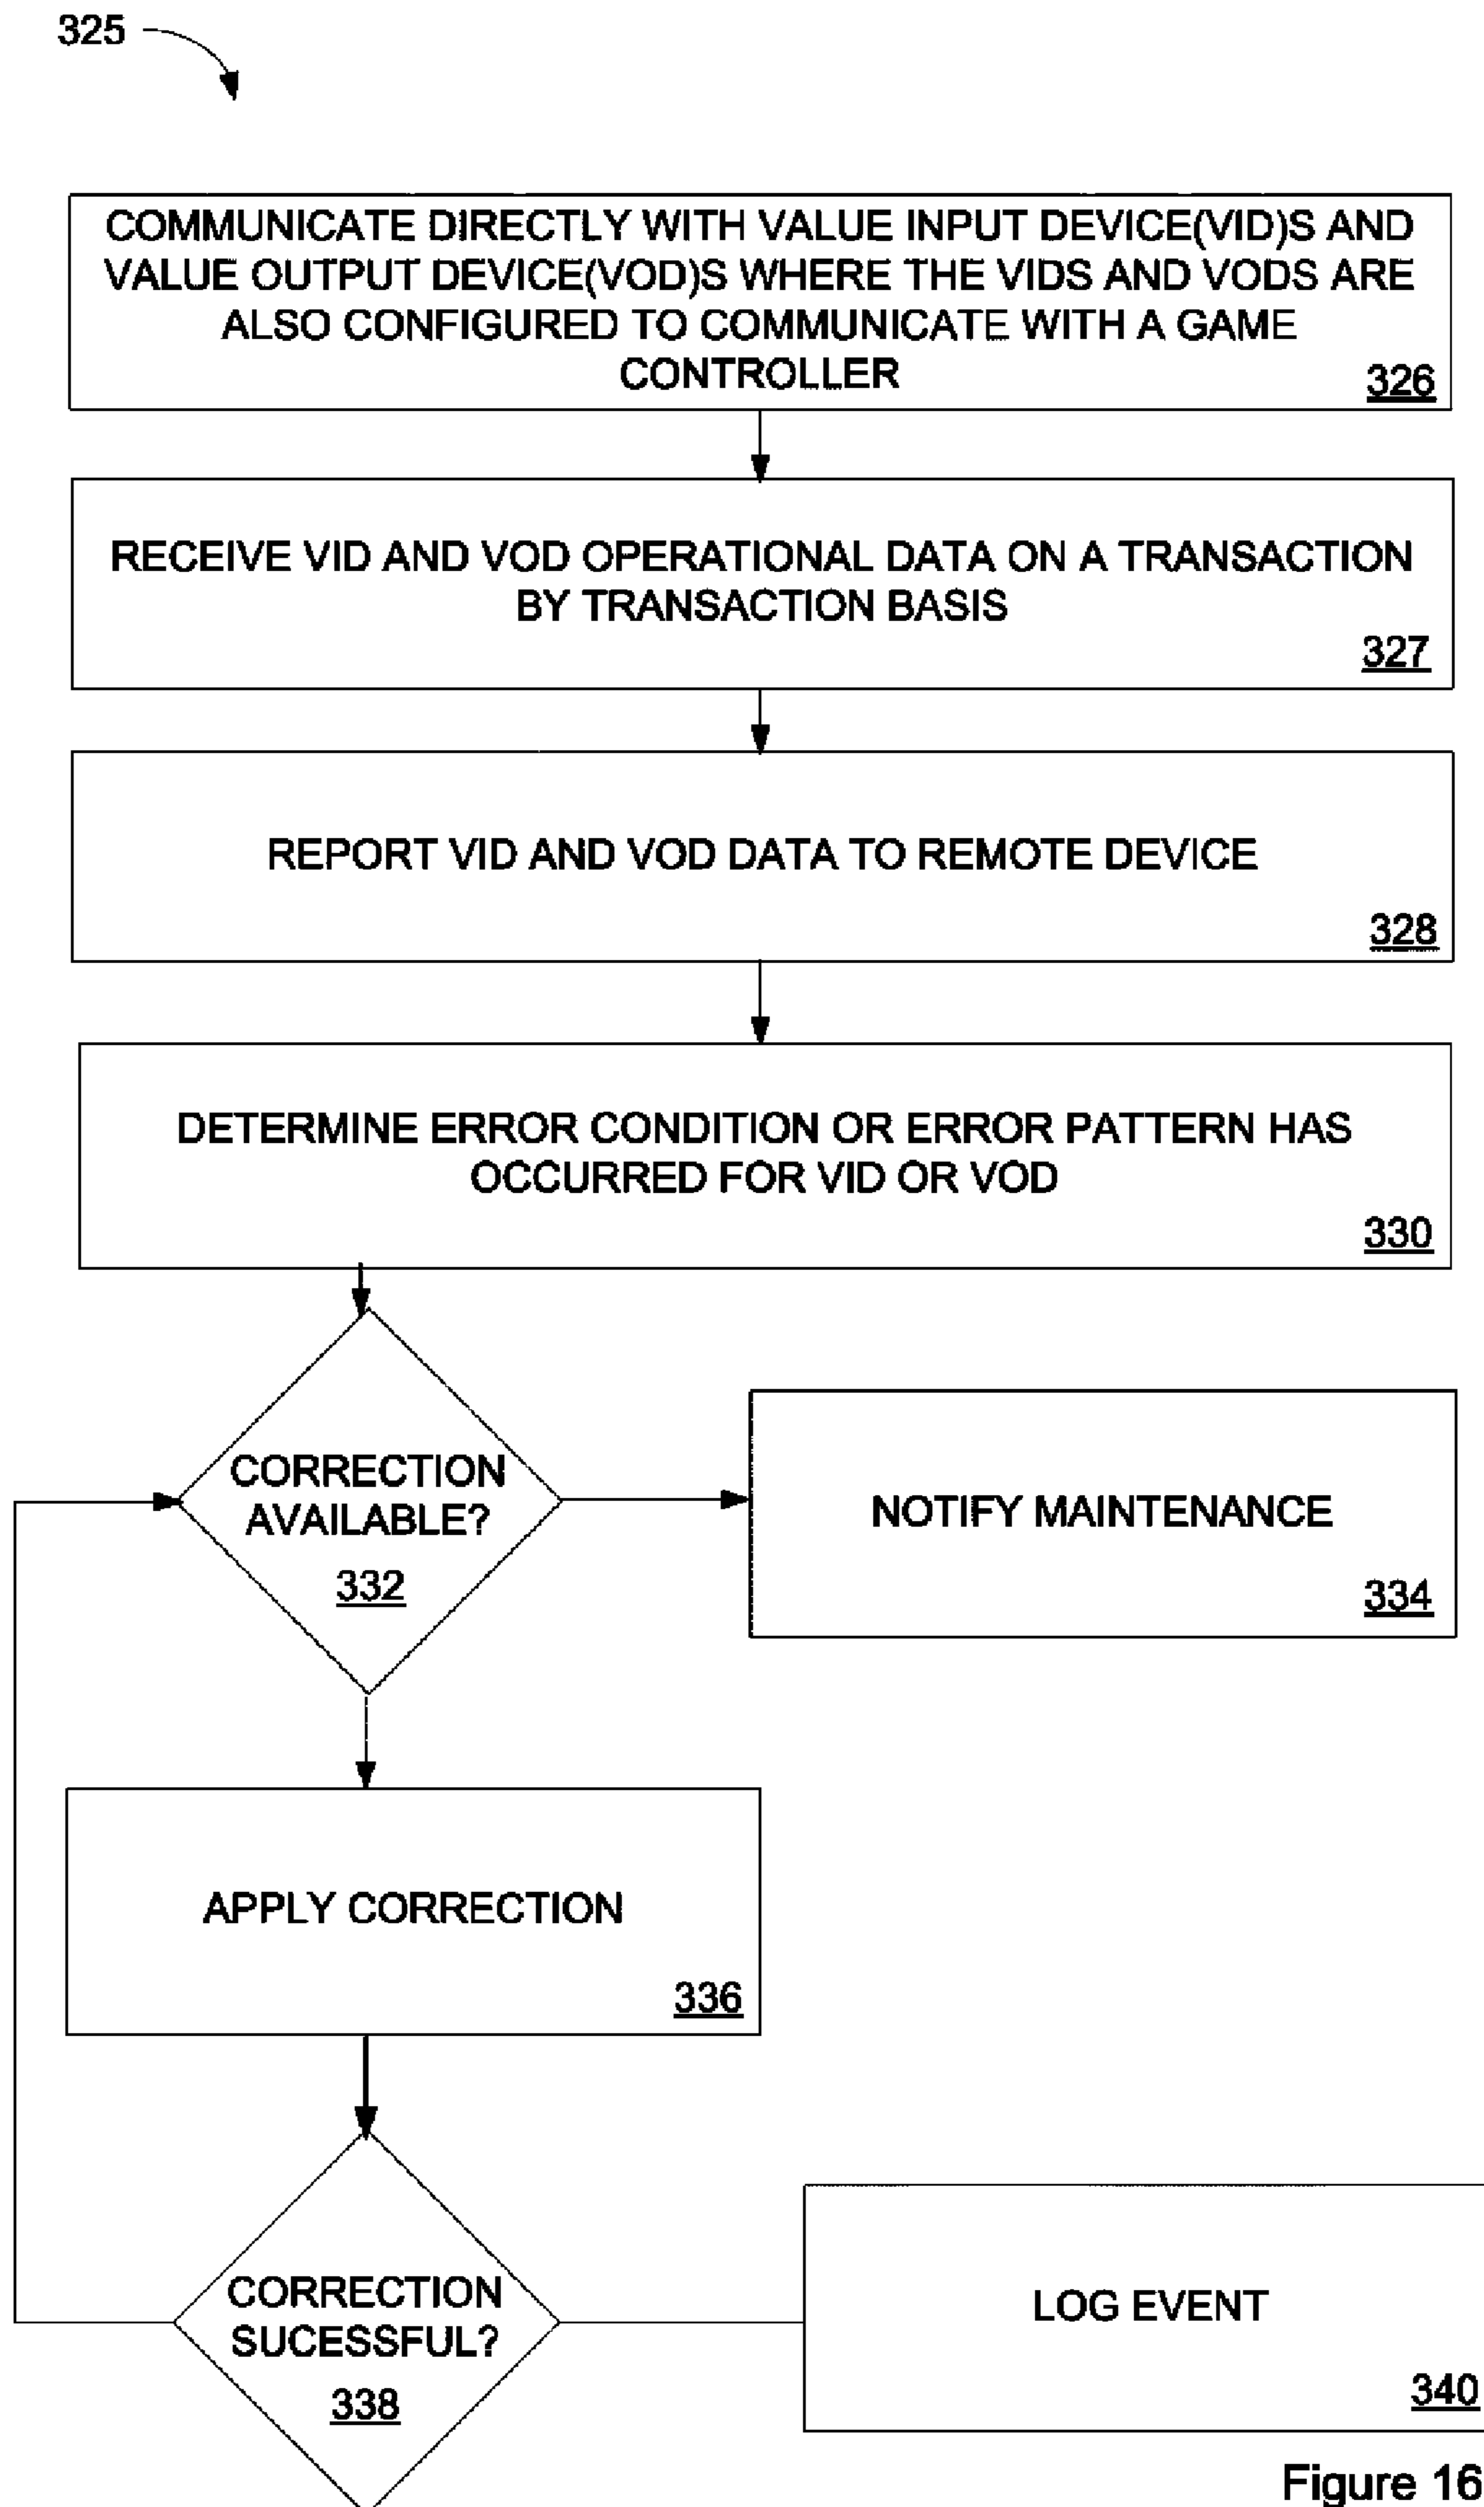 325
COMMUNICATE DIRECTLY WITH VALUE INPUT DEVICE(VID)S AND
VALUE OUTPUT DEVICE(VOD)S WHERE THE VIDS AND VODS ARE
ALSO CONFIGURED TO COMMUNICATE WITH A GAME
CONTROLLER
326
RECEIVE VID AND VOD OPERATIONAL DATA ON A TRANSACTION
BY TRANSACTION BASIS
327
REPORT VID AND VOD DATA TO REMOTE DEVICE
328
DETERMINE ERROR CONDITION OR ERROR PATTERN HAS
OCCURRED FOR VID OR VOD
330
CORRECTION
AVAILABLE?
332
NOTIFY MAINTENANCE
334
APPLY CORRECTION
336
CORRECTION
SUCESSFUL?
338
LOG EVENT
340
Figure 16